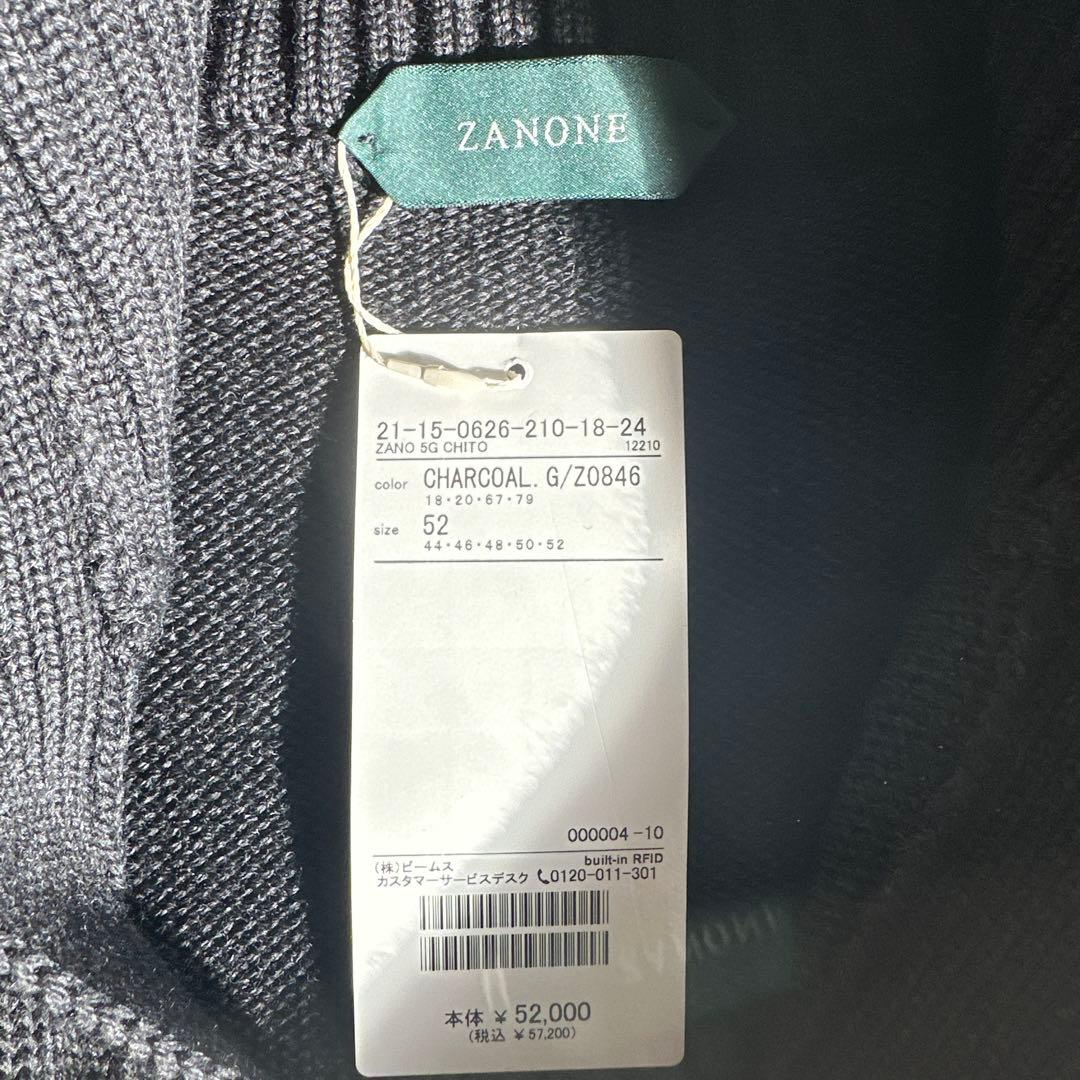 ZANONE
21-15-0626-210-18-24
ZANO 5G CHITO 12210
color CHARCOAL. G/Z0846
18・20・67・79
size 52
44・46・48・50・52
000004-10
built-in RFID
(株)ビームス
カスタマーサービスデスク 0120-011-301
本体 ¥52,000
(税込 ¥57,200)
ZANONE